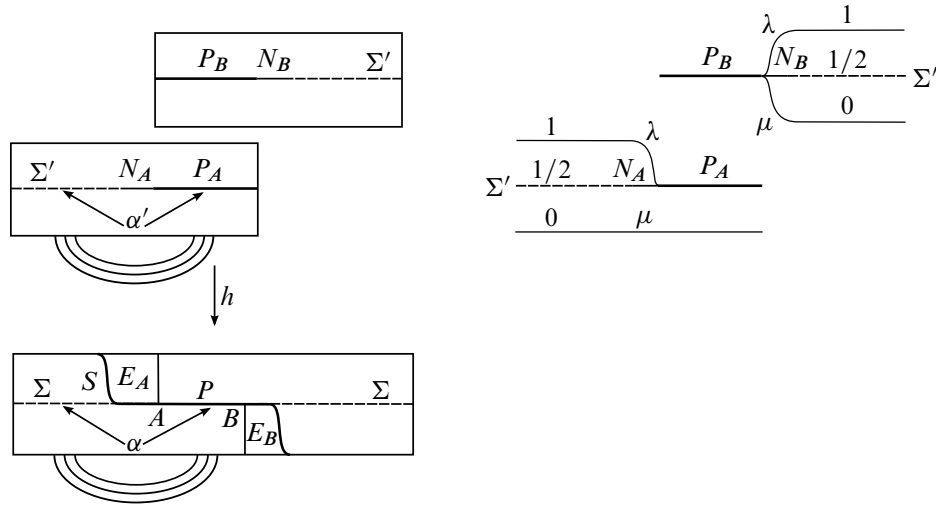 P_B N_B Σ′
Σ′ N_A P_A
α′
h
S E_A P
Σ Σ
A B
α E_B
λ 1
P_B N_B 1/2
Σ′
μ 0
1 λ
1/2 N_A P_A
Σ′
0 μ